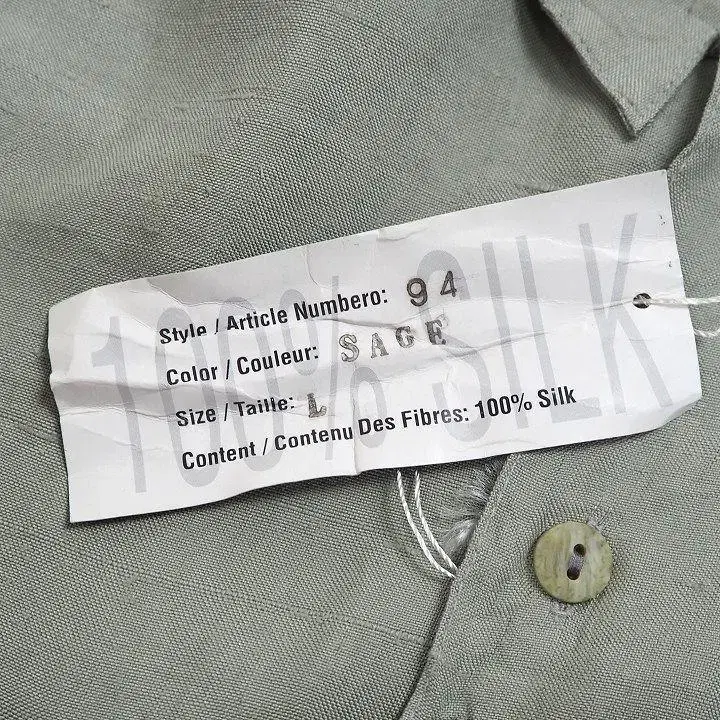 100% SILK
Style / Article Numbero: 94
Color / Couleur: SAGE
Size / Taille: L
Content / Contenu Des Fibres: 100% Silk